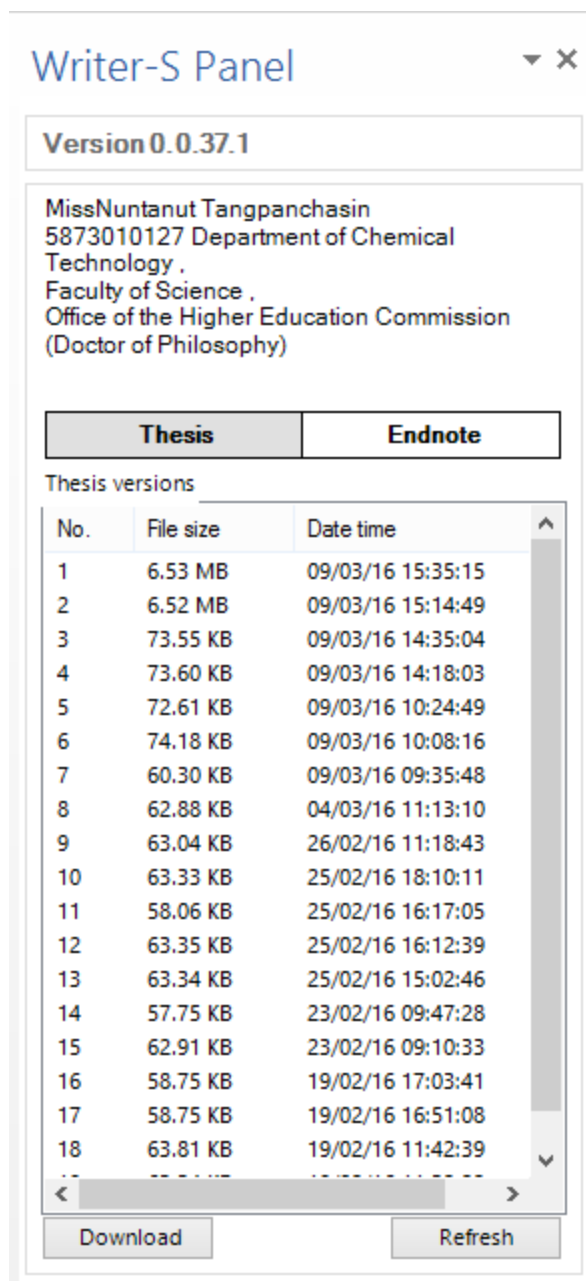 Writer-S Panel
Version 0.0.37.1
MissNuntanut Tangpanchasin
5873010127 Department of Chemical
Technology ,
Faculty of Science ,
Office of the Higher Education Commission
(Doctor of Philosophy)
Thesis Endnote
Thesis versions
No. File size Date time
1 6.53 MB 09/03/16 15:35:15
2 6.52 MB 09/03/16 15:14:49
3 73.55 KB 09/03/16 14:35:04
4 73.60 KB 09/03/16 14:18:03
5 72.61 KB 09/03/16 10:24:49
6 74.18 KB 09/03/16 10:08:16
7 60.30 KB 09/03/16 09:35:48
8 62.88 KB 04/03/16 11:13:10
9 63.04 KB 26/02/16 11:18:43
10 63.33 KB 25/02/16 18:10:11
11 58.06 KB 25/02/16 16:17:05
12 63.35 KB 25/02/16 16:12:39
13 63.34 KB 25/02/16 15:02:46
14 57.75 KB 23/02/16 09:47:28
15 62.91 KB 23/02/16 09:10:33
16 58.75 KB 19/02/16 17:03:41
17 58.75 KB 19/02/16 16:51:08
18 63.81 KB 19/02/16 11:42:39
Download Refresh